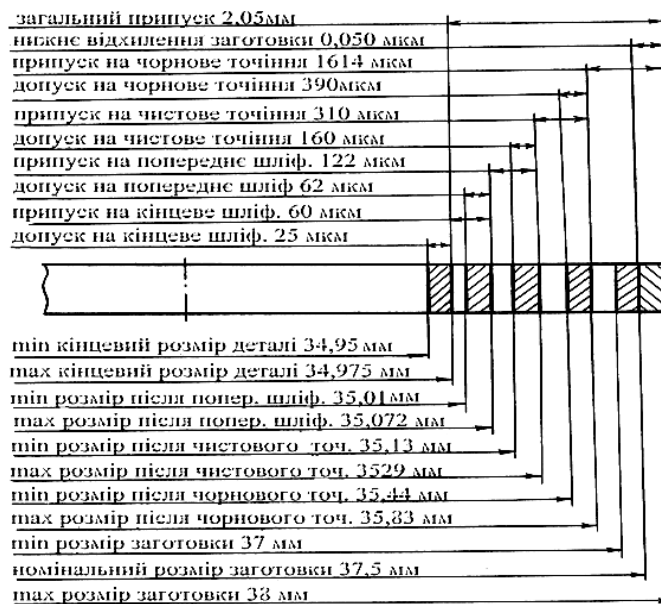 загальний припуск 2,05мм
нижнє відхилення заготовки 0,050 мкм
припуск на чорнове точіння 1614 мкм
допуск на чорнове точіння 390мкм
припуск на чистове точіння 310 мкм
допуск на чистове точіння 160 мкм
припуск на попереднє шліф. 122 мкм
допуск на попереднє шліф 62 мкм
припуск на кінцеве шліф. 60 мкм
допуск на кінцеве шліф. 25 мкм
min кінцевий розмір деталі 34,95 мм
max кінцевий розмір деталі 34,975 мм
min розмір після попер. шліф. 35,01мм
max розмір після попер. шліф. 35,072 мм
min розмір після чистового точ. 35,13 мм
max розмір після чистового точ. 3529 мм
min розмір після чорнового точ. 35,44 мм
max розмір після чорнового точ. 35,83 мм
min розмір заготовки 37 мм
номінальний розмір заготовки 37,5 мм
max розмір заготовки 38 мм